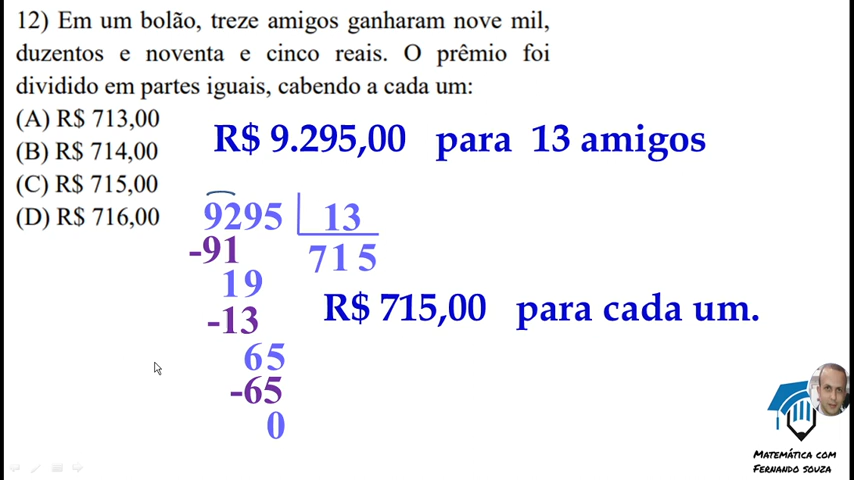 12) Em um bolão, treze amigos ganharam nove mil,
duzentos e noventa e cinco reais. O prêmio foi
dividido em partes iguais, cabendo a cada um:
(A) R$ 713,00
(B) R$ 714,00
(C) R$ 715,00
(D) R$ 716,00
R$ 9.295,00 para 13 amigos
9295 13
-91 715
19
-13
65
-65
0
R$ 715,00 para cada um.
Matemática com
Fernando Souza